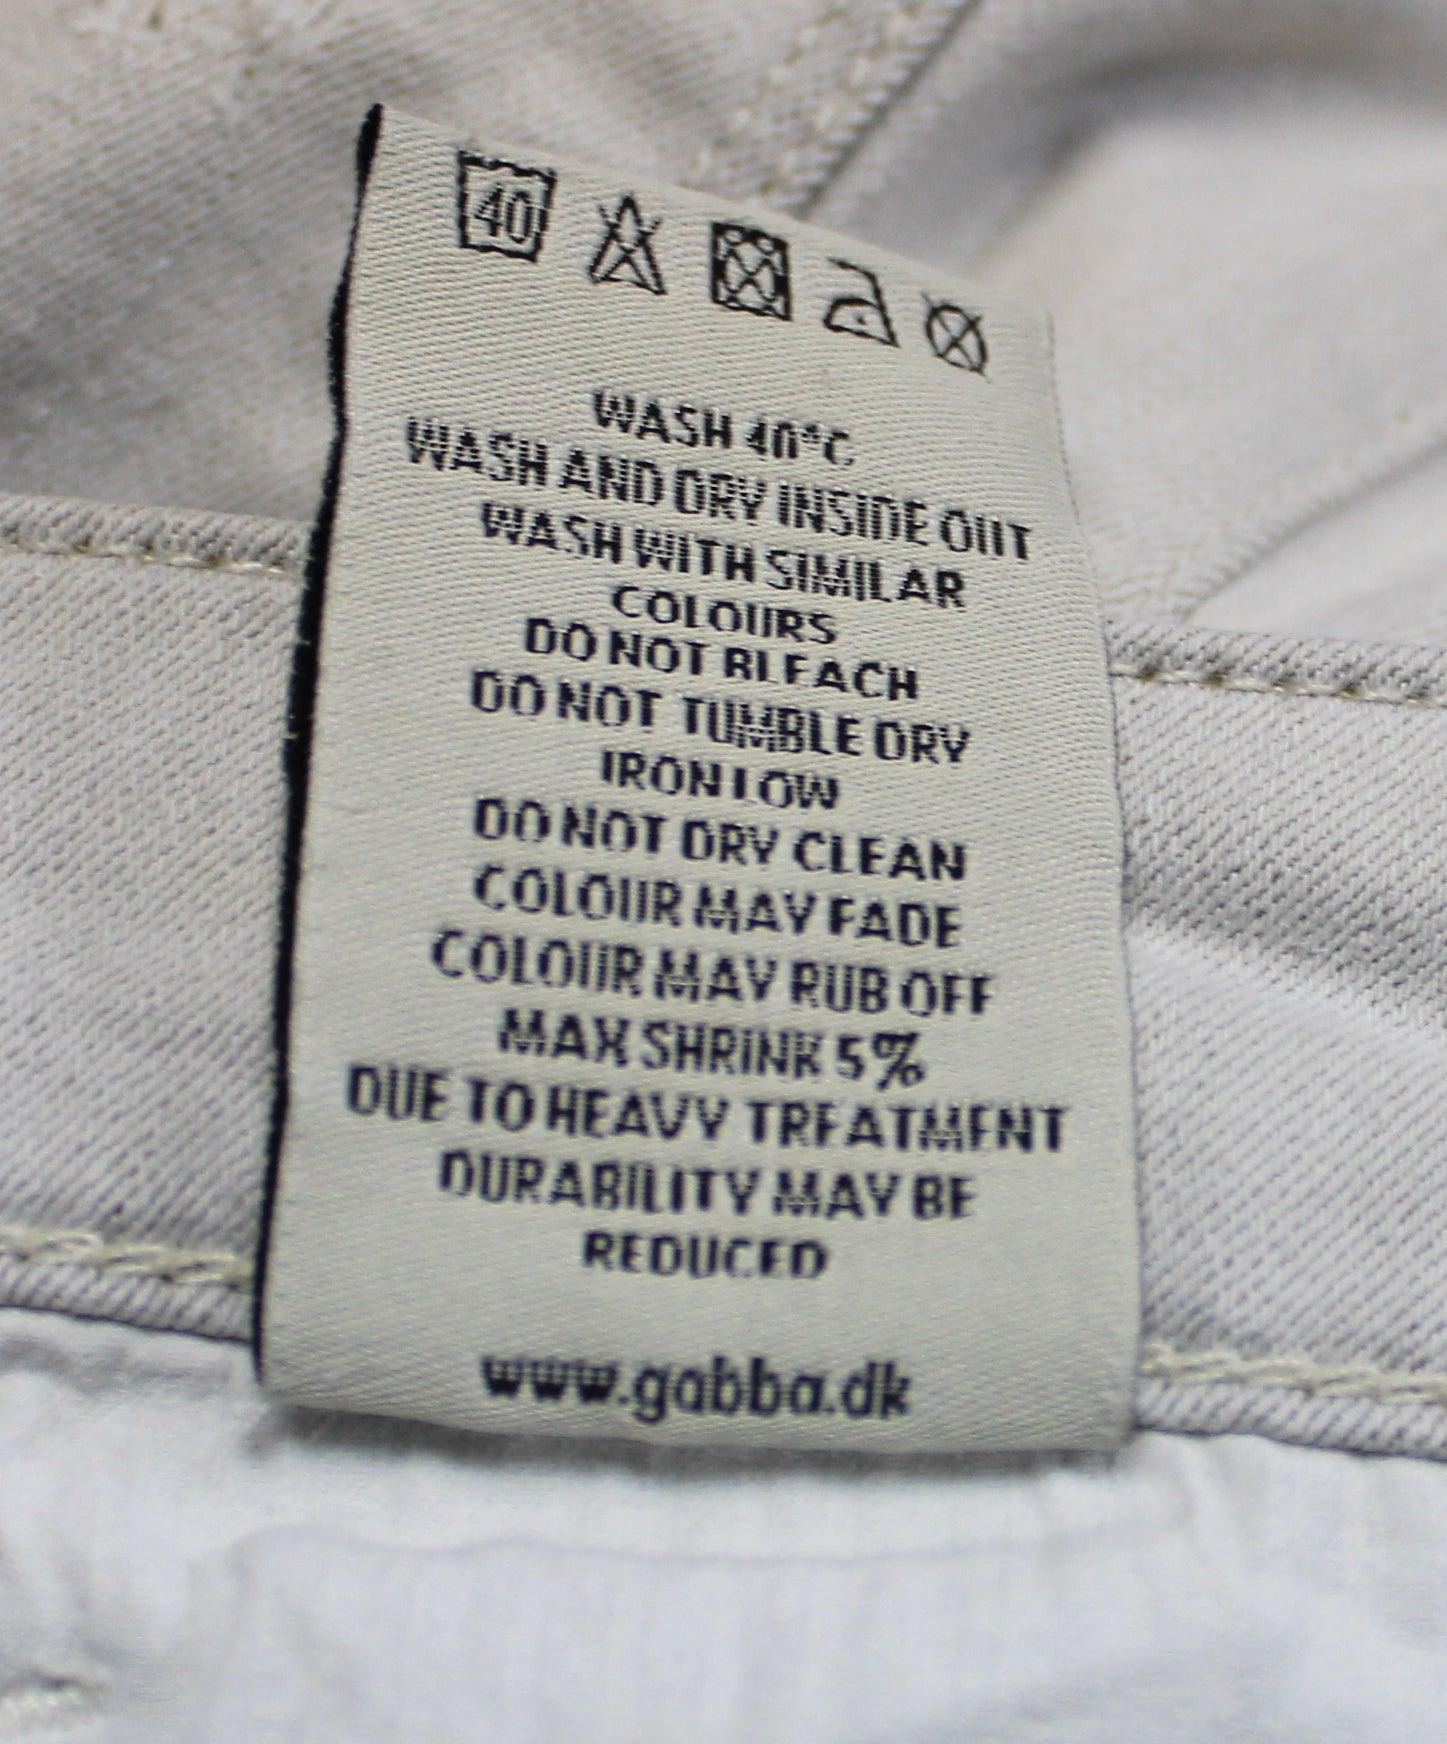 40
WASH 40°C
WASH AND DRY INSIDE OUT
WASH WITH SIMILAR
COLOURS
DO NOT BLEACH
DO NOT TUMBLE DRY
IRON LOW
DO NOT DRY CLEAN
COLOUR MAY FADE
COLOUR MAY RUB OFF
MAX SHRINK 5%
DUE TO HEAVY TREATMENT
DURABILITY MAY BE
REDUCED
www.gabba.dk